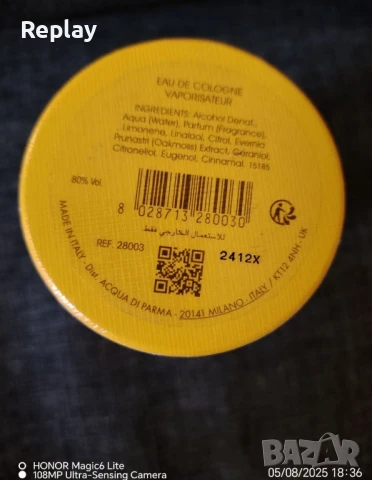 Replay
EAU DE COLOGNE
VAPORISATEUR
INGREDIENTS: Alcohol Denat.,
Aqua (Water), Parfum (Fragrance),
Limonene, Linalool, Citral, Evernia
Prunastri (Oakmoss) Extract, Geraniol,
Citronellol, Eugenol, Cinnamal. 15185
80% Vol.
8 028713 280030
للاستعمال الخارجي فقط
REF. 28003
2412X
MADE IN ITALY - Dist. ACQUA DI PARMA - 20141 MILANO - ITALY / KT12 4NH - UK
HONOR Magic6 Lite
108MP Ultra-Sensing Camera
05/08/2025 18:36
BAZAR.BG